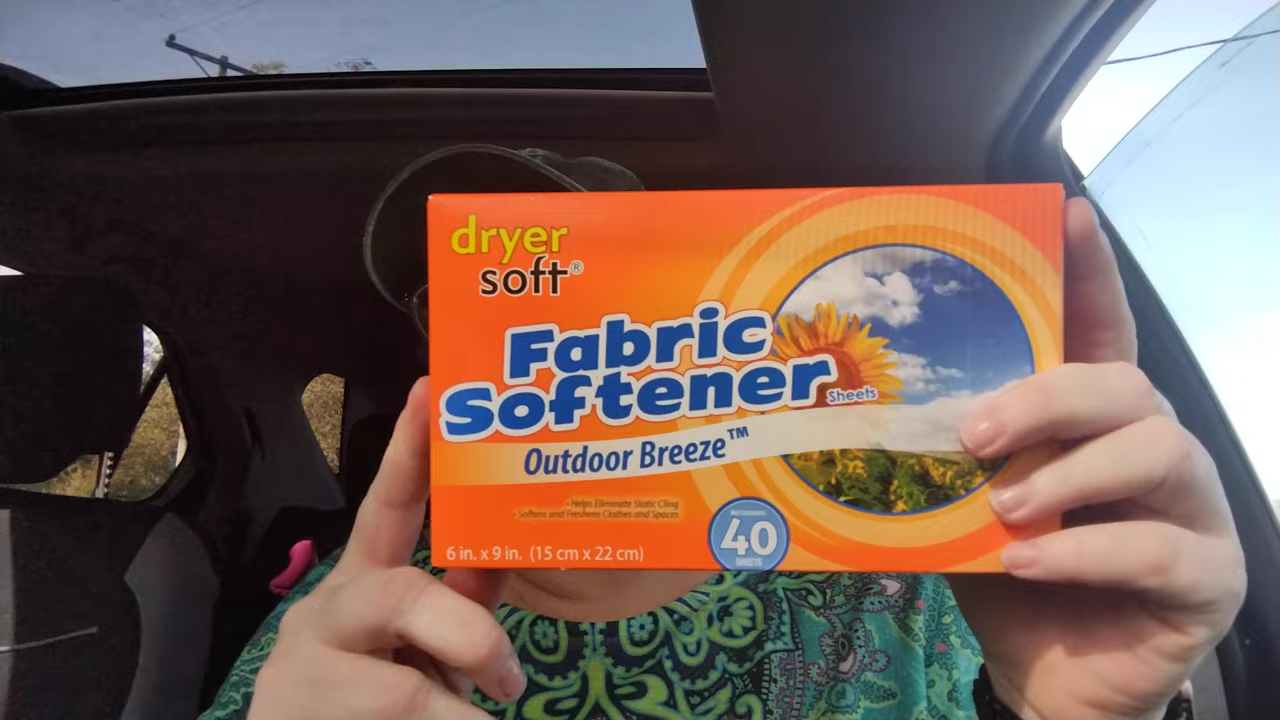 dryer
soft®
Fabric
Softener
Sheets
Outdoor Breeze™
• Helps Eliminate Static Cling
• Softens and Freshens Clothes and Spaces
40
SHEETS
6 in. x 9 in. (15 cm x 22 cm)